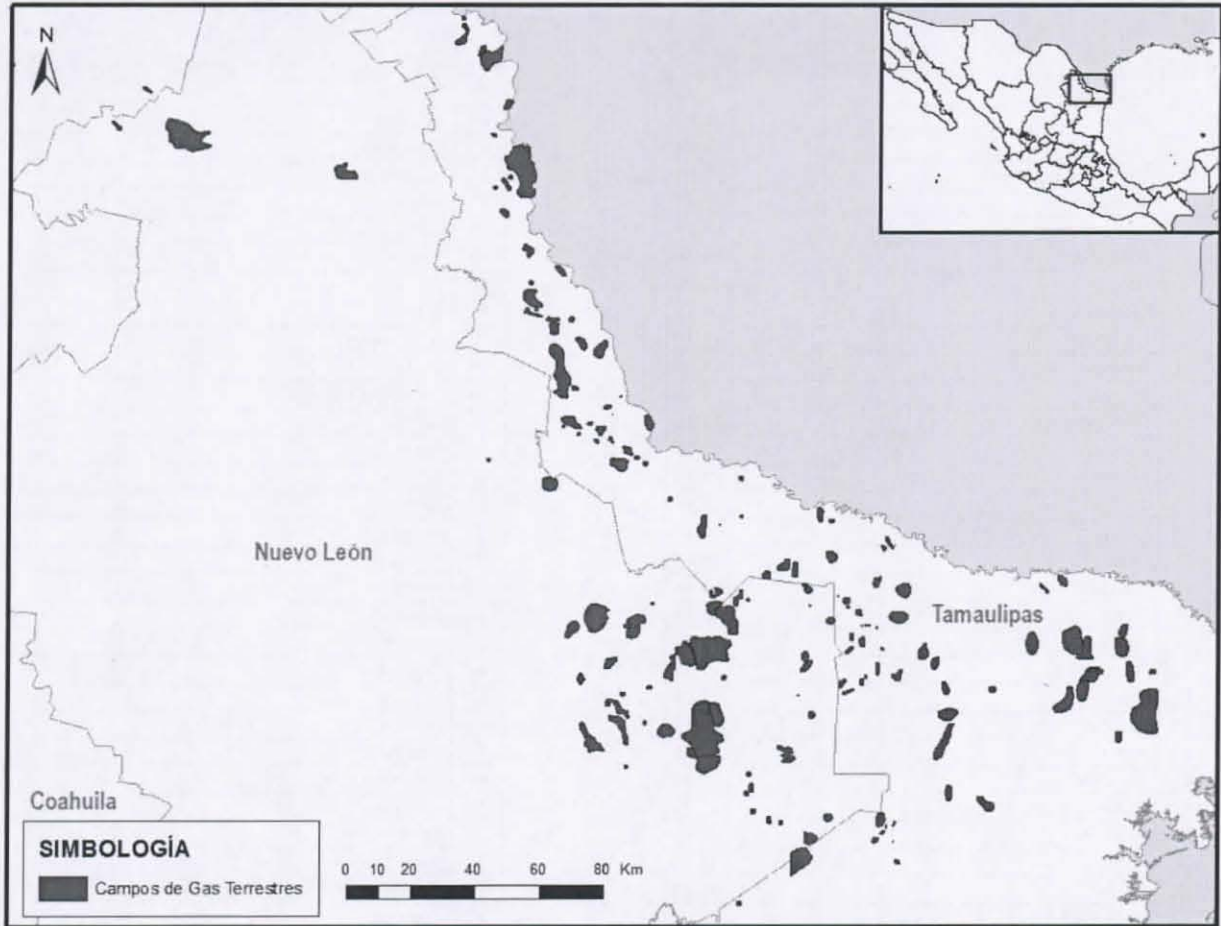 N
Nuevo León
Tamaulipas
Coahuila
SIMBOLOGÍA
Campos de Gas Terrestres
0 10 20 40 60 80 Km